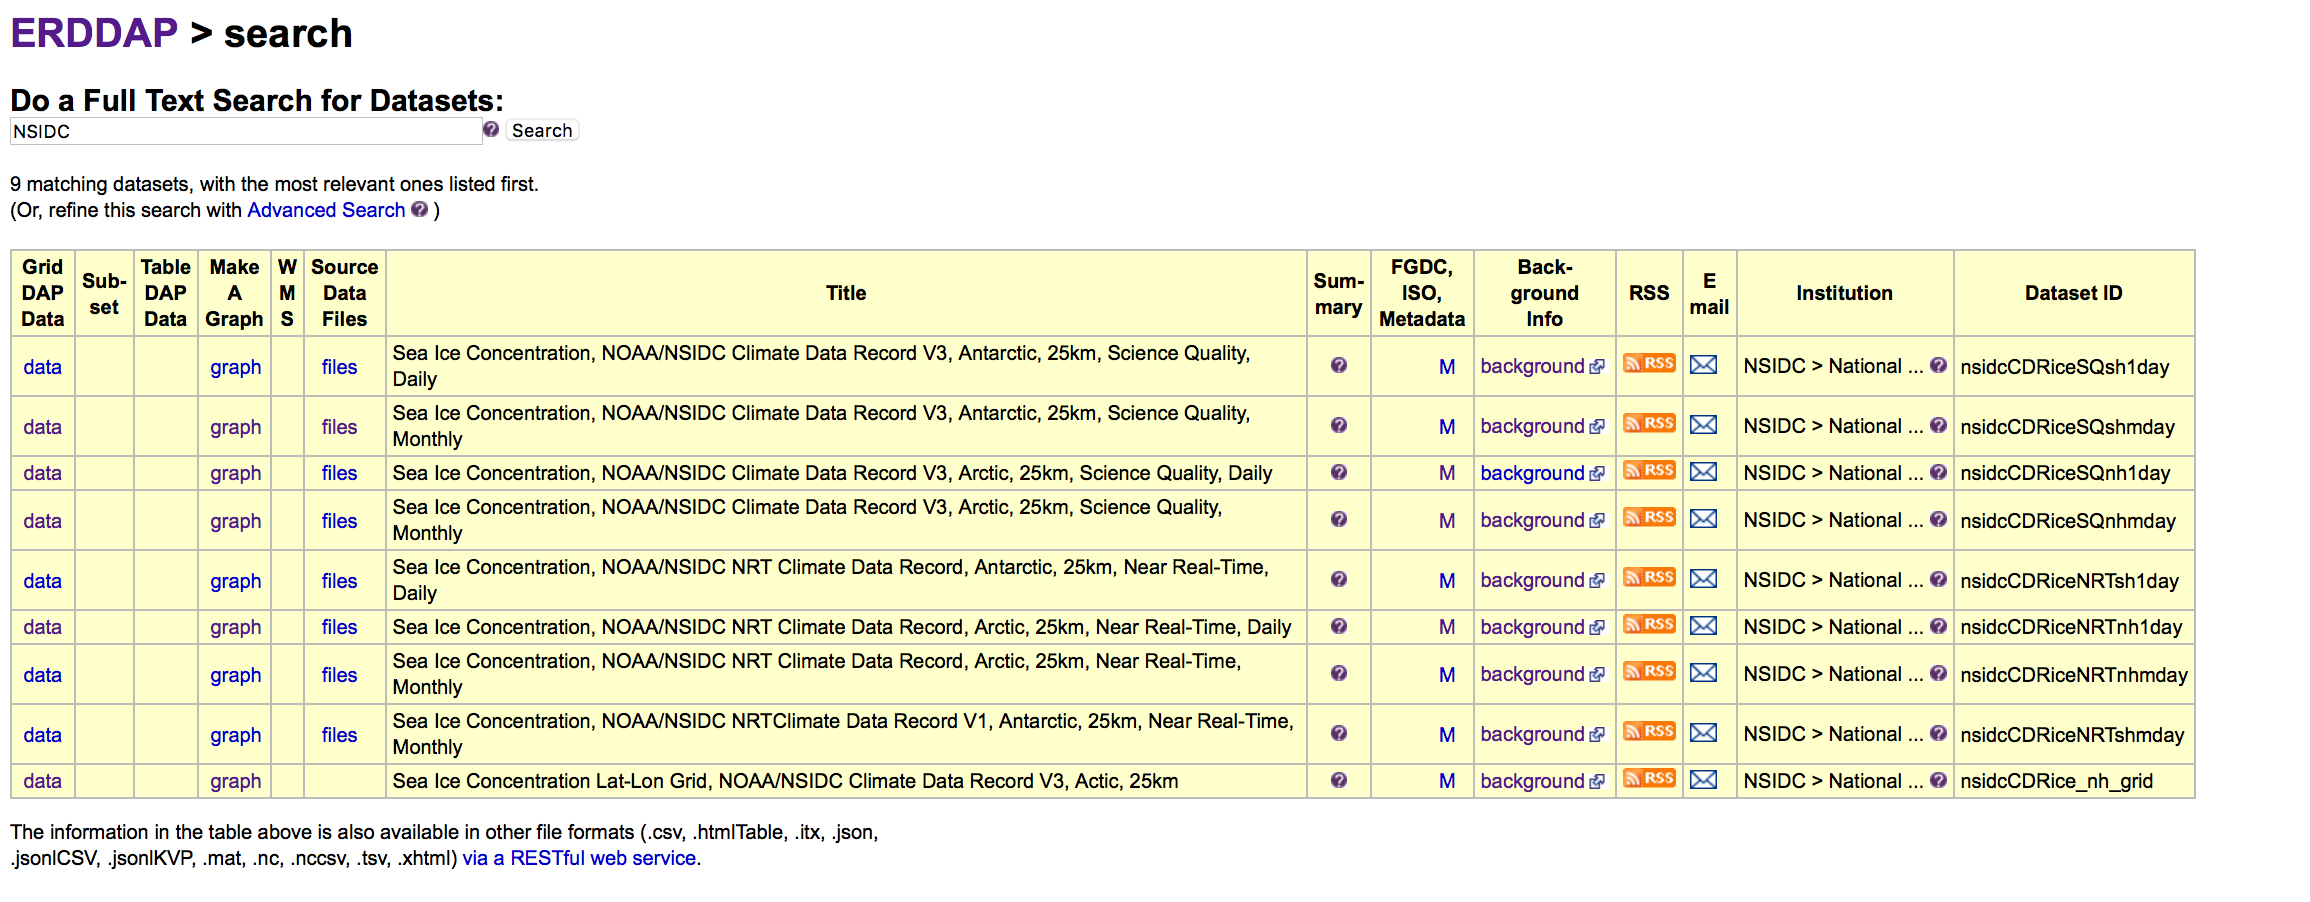 ERDDAP > search
Do a Full Text Search for Datasets:
NSIDC ? Search
9 matching datasets, with the most relevant ones listed first.
(Or, refine this search with Advanced Search ? )
Grid DAP Data Sub-set Table DAP Data Make A Graph W M S Source Data Files Title Sum-mary FGDC, ISO, Metadata Back-ground Info RSS E mail Institution Dataset ID
data graph files Sea Ice Concentration, NOAA/NSIDC Climate Data Record V3, Antarctic, 25km, Science Quality,
Daily ? M background RSS NSIDC > National ... ? nsidcCDRiceSQsh1day
data graph files Sea Ice Concentration, NOAA/NSIDC Climate Data Record V3, Antarctic, 25km, Science Quality,
Monthly ? M background RSS NSIDC > National ... ? nsidcCDRiceSQshmday
data graph files Sea Ice Concentration, NOAA/NSIDC Climate Data Record V3, Arctic, 25km, Science Quality, Daily ? M background RSS NSIDC > National ... ? nsidcCDRiceSQnh1day
data graph files Sea Ice Concentration, NOAA/NSIDC Climate Data Record V3, Arctic, 25km, Science Quality,
Monthly ? M background RSS NSIDC > National ... ? nsidcCDRiceSQnhmday
data graph files Sea Ice Concentration, NOAA/NSIDC NRT Climate Data Record, Antarctic, 25km, Near Real-Time,
Daily ? M background RSS NSIDC > National ... ? nsidcCDRiceNRTsh1day
data graph files Sea Ice Concentration, NOAA/NSIDC NRT Climate Data Record, Arctic, 25km, Near Real-Time, Daily ? M background RSS NSIDC > National ... ? nsidcCDRiceNRTnh1day
data graph files Sea Ice Concentration, NOAA/NSIDC NRT Climate Data Record, Arctic, 25km, Near Real-Time,
Monthly ? M background RSS NSIDC > National ... ? nsidcCDRiceNRTnhmday
data graph files Sea Ice Concentration, NOAA/NSIDC NRTClimate Data Record V1, Antarctic, 25km, Near Real-Time,
Monthly ? M background RSS NSIDC > National ... ? nsidcCDRiceNRTshmday
data graph Sea Ice Concentration Lat-Lon Grid, NOAA/NSIDC Climate Data Record V3, Actic, 25km ? M background RSS NSIDC > National ... ? nsidcCDRice_nh_grid
The information in the table above is also available in other file formats (.csv, .htmlTable, .itx, .json,
.jsonlCSV, .jsonlKVP, .mat, .nc, .nccsv, .tsv, .xhtml) via a RESTful web service.